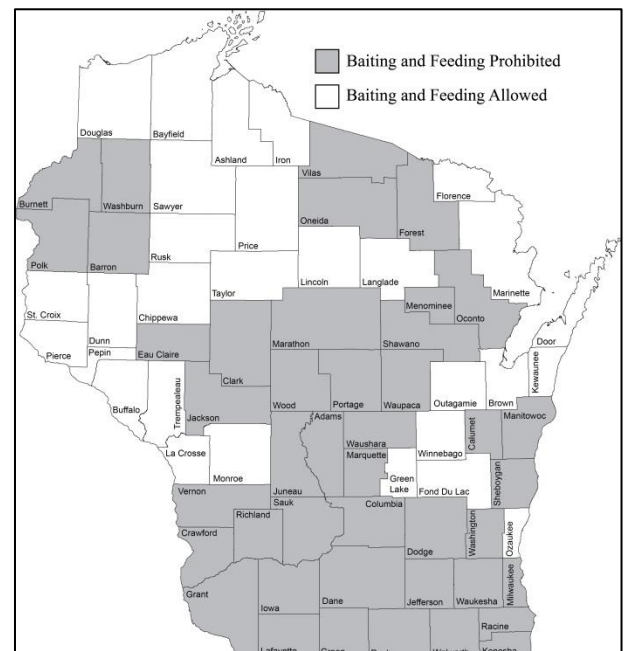 Baiting and Feeding Prohibited
Baiting and Feeding Allowed
Douglas
Bayfield
Ashland
Iron
Vilas
Florence
Burnett
Washburn
Sawyer
Oneida
Forest
Price
Polk
Barron
Rusk
Lincoln
Langlade
Marinette
Taylor
Menominee
Oconto
St. Croix
Chippewa
Dunn
Door
Pierce
Pepin
Eau Claire
Marathon
Shawano
Kewaunee
Clark
Buffalo
Trempealeau
Jackson
Wood
Portage
Waupaca
Outagamie
Brown
Adams
Manitowoc
Waushara
Calumet
La Crosse
Marquette
Winnebago
Monroe
Juneau
Green
Lake
Fond Du Lac
Sheboygan
Vernon
Sauk
Columbia
Richland
Washington
Ozaukee
Crawford
Dodge
Grant
Dane
Jefferson
Waukesha
Milwaukee
Iowa
Racine
Lafayette
Green
Walworth
Kenosha